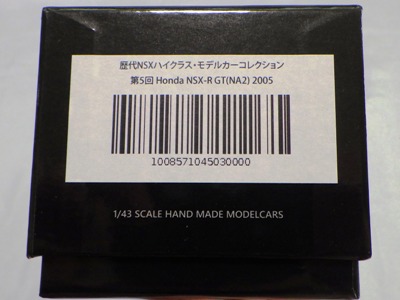 歴代NSXハイクラス・モデルカーコレクション
第5回 Honda NSX-R GT(NA2) 2005
1008571045030000
1/43 SCALE HAND MADE MODELCARS